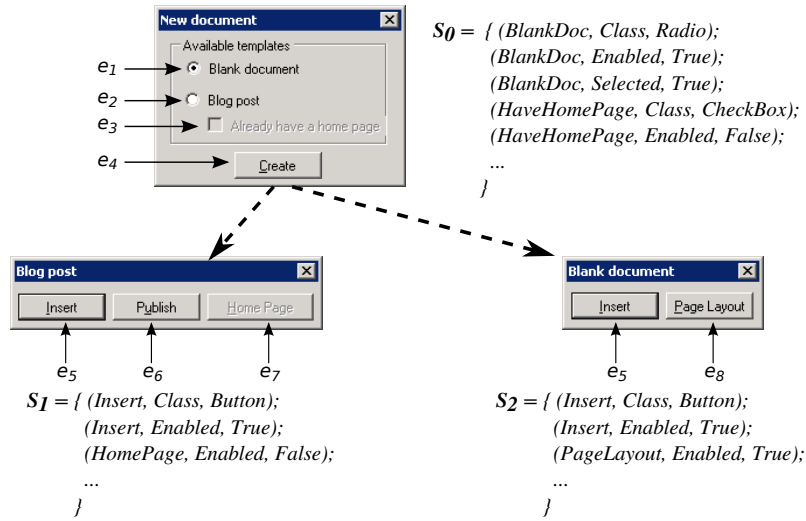 New document
Available templates
e1 Blank document
e2 Blog post
e3 Already have a home page
e4 Create
S0 = { (BlankDoc, Class, Radio);
(BlankDoc, Enabled, True);
(BlankDoc, Selected, True);
(HaveHomePage, Class, CheckBox);
(HaveHomePage, Enabled, False);
...
}
Blog post
Insert Publish Home Page
e5 e6 e7
S1 = { (Insert, Class, Button);
(Insert, Enabled, True);
(HomePage, Enabled, False);
...
}
Blank document
Insert Page Layout
e5 e8
S2 = { (Insert, Class, Button);
(Insert, Enabled, True);
(PageLayout, Enabled, True);
...
}